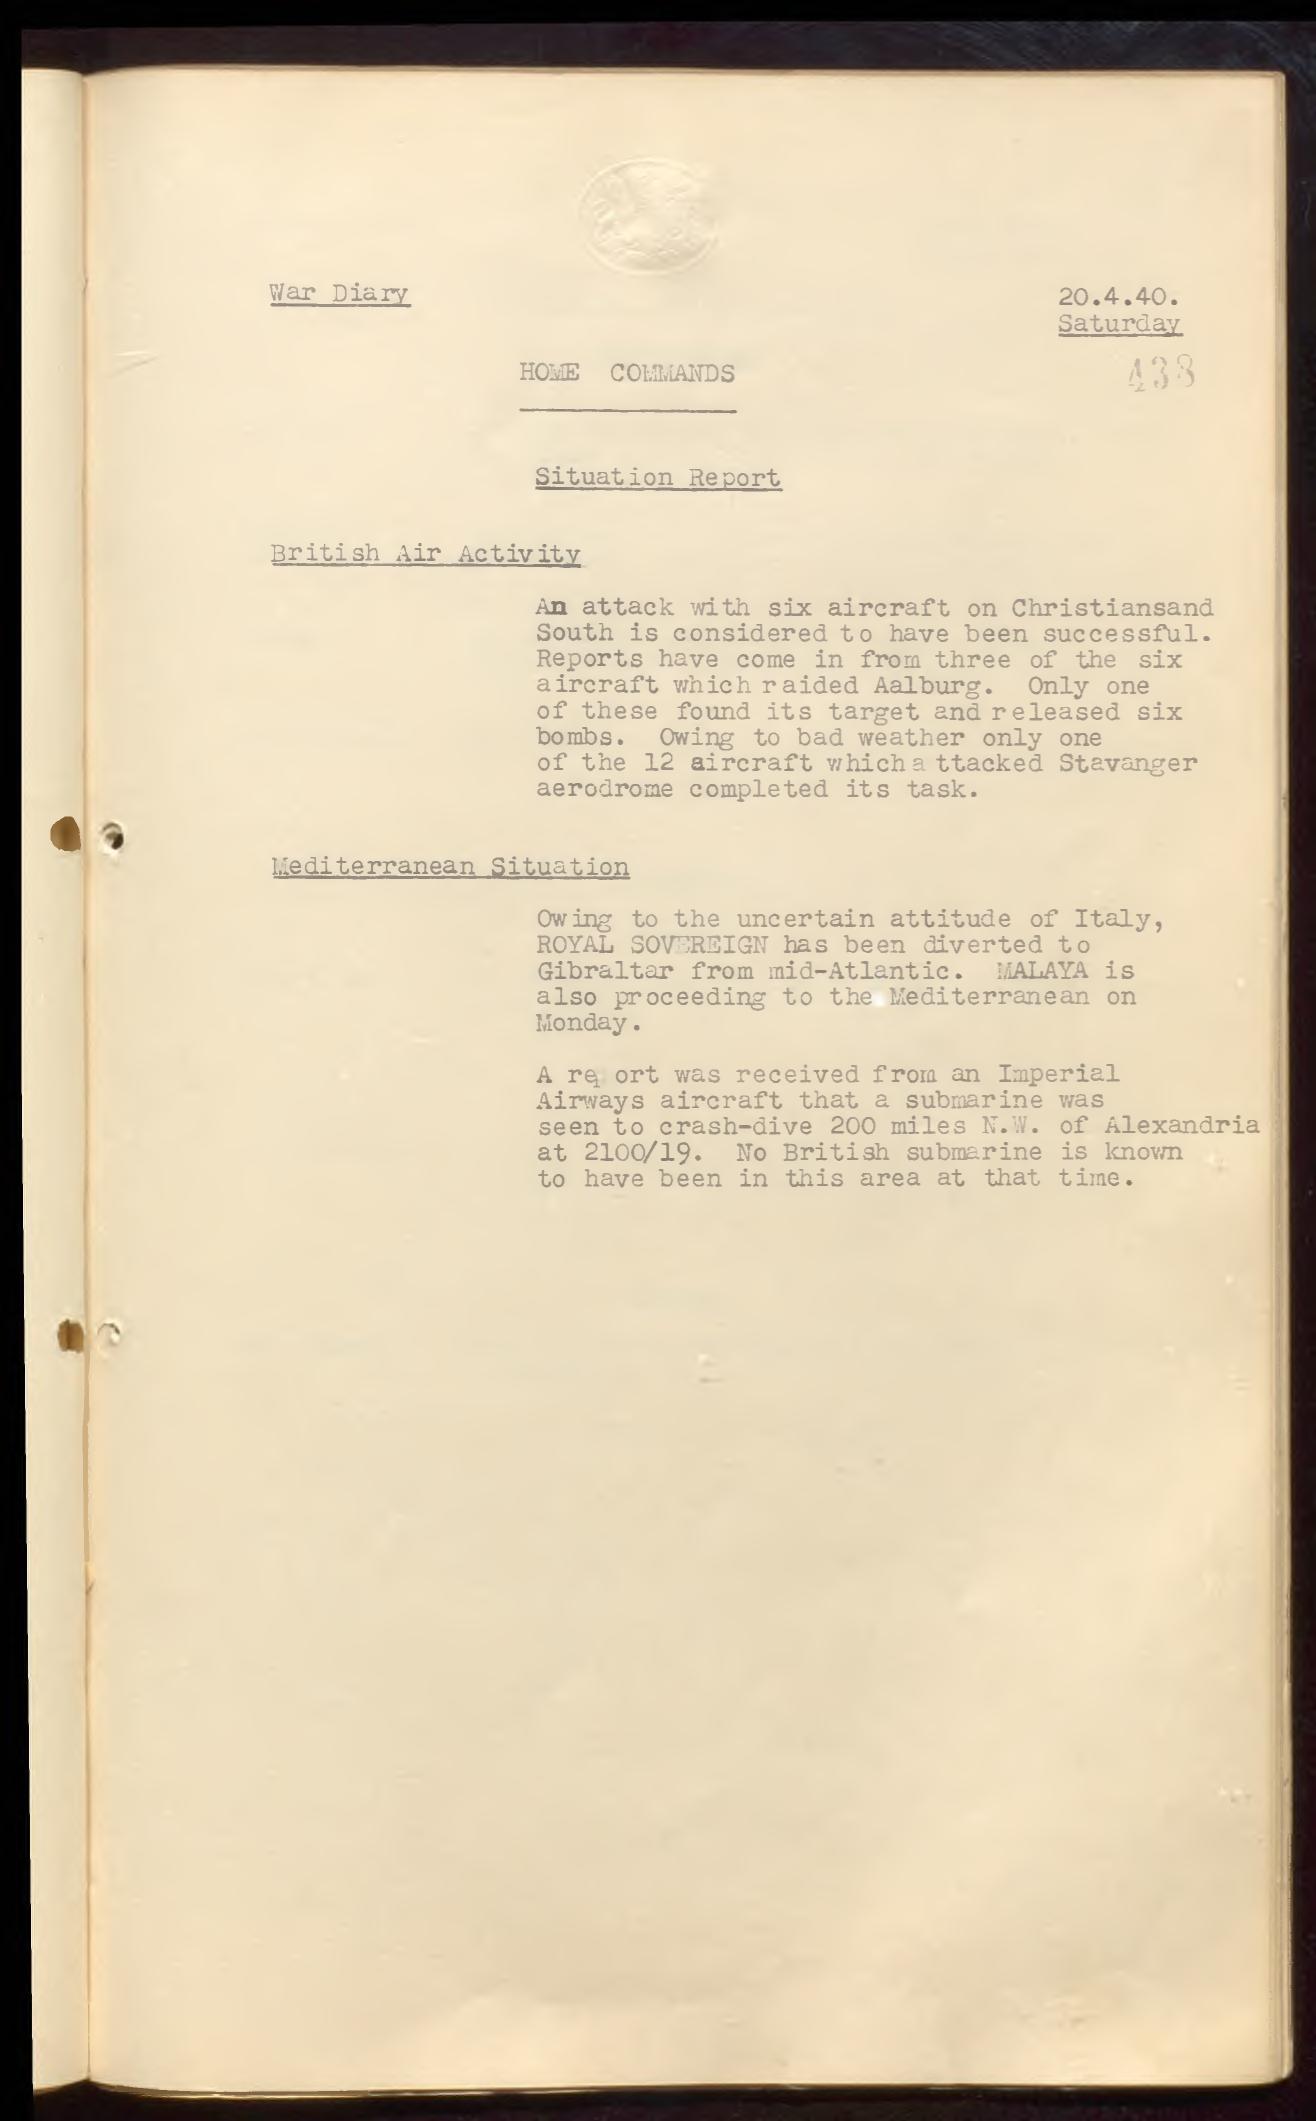 War Diary
20.4.40.
Saturday
438
HOME COMMANDS
Situation Report
British Air Activity
An attack with six aircraft on Christiansand
South is considered to have been successful.
Reports have come in from three of the six
aircraft which raided Aalburg. Only one
of these found its target and released six
bombs. Owing to bad weather only one
of the 12 aircraft which attacked Stavanger
aerodrome completed its task.
Mediterranean Situation
Owing to the uncertain attitude of Italy,
ROYAL SOVEREIGN has been diverted to
Gibraltar from mid-Atlantic. MALAYA is
also proceeding to the Mediterranean on
Monday.
A report was received from an Imperial
Airways aircraft that a submarine was
seen to crash-dive 200 miles N.W. of Alexandria
at 2100/19. No British submarine is known
to have been in this area at that time.